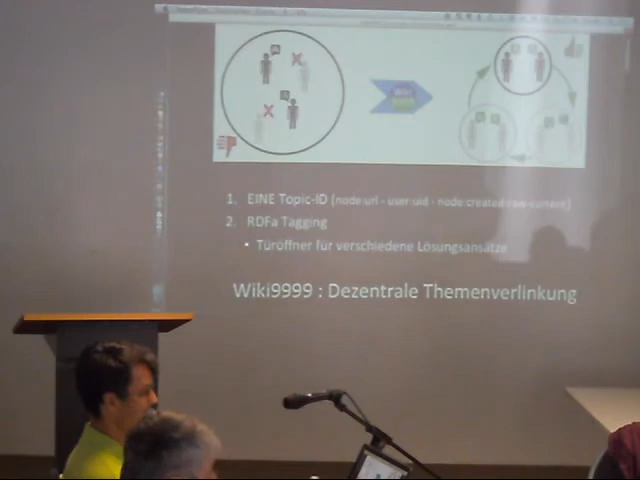 1. EINE Topic-ID (node:url - user:uid - node:created:raw-content)
2. RDFa Tagging
• Türöffner für verschiedene Lösungsansätze
Wiki9999 : Dezentrale Themenverlinkung